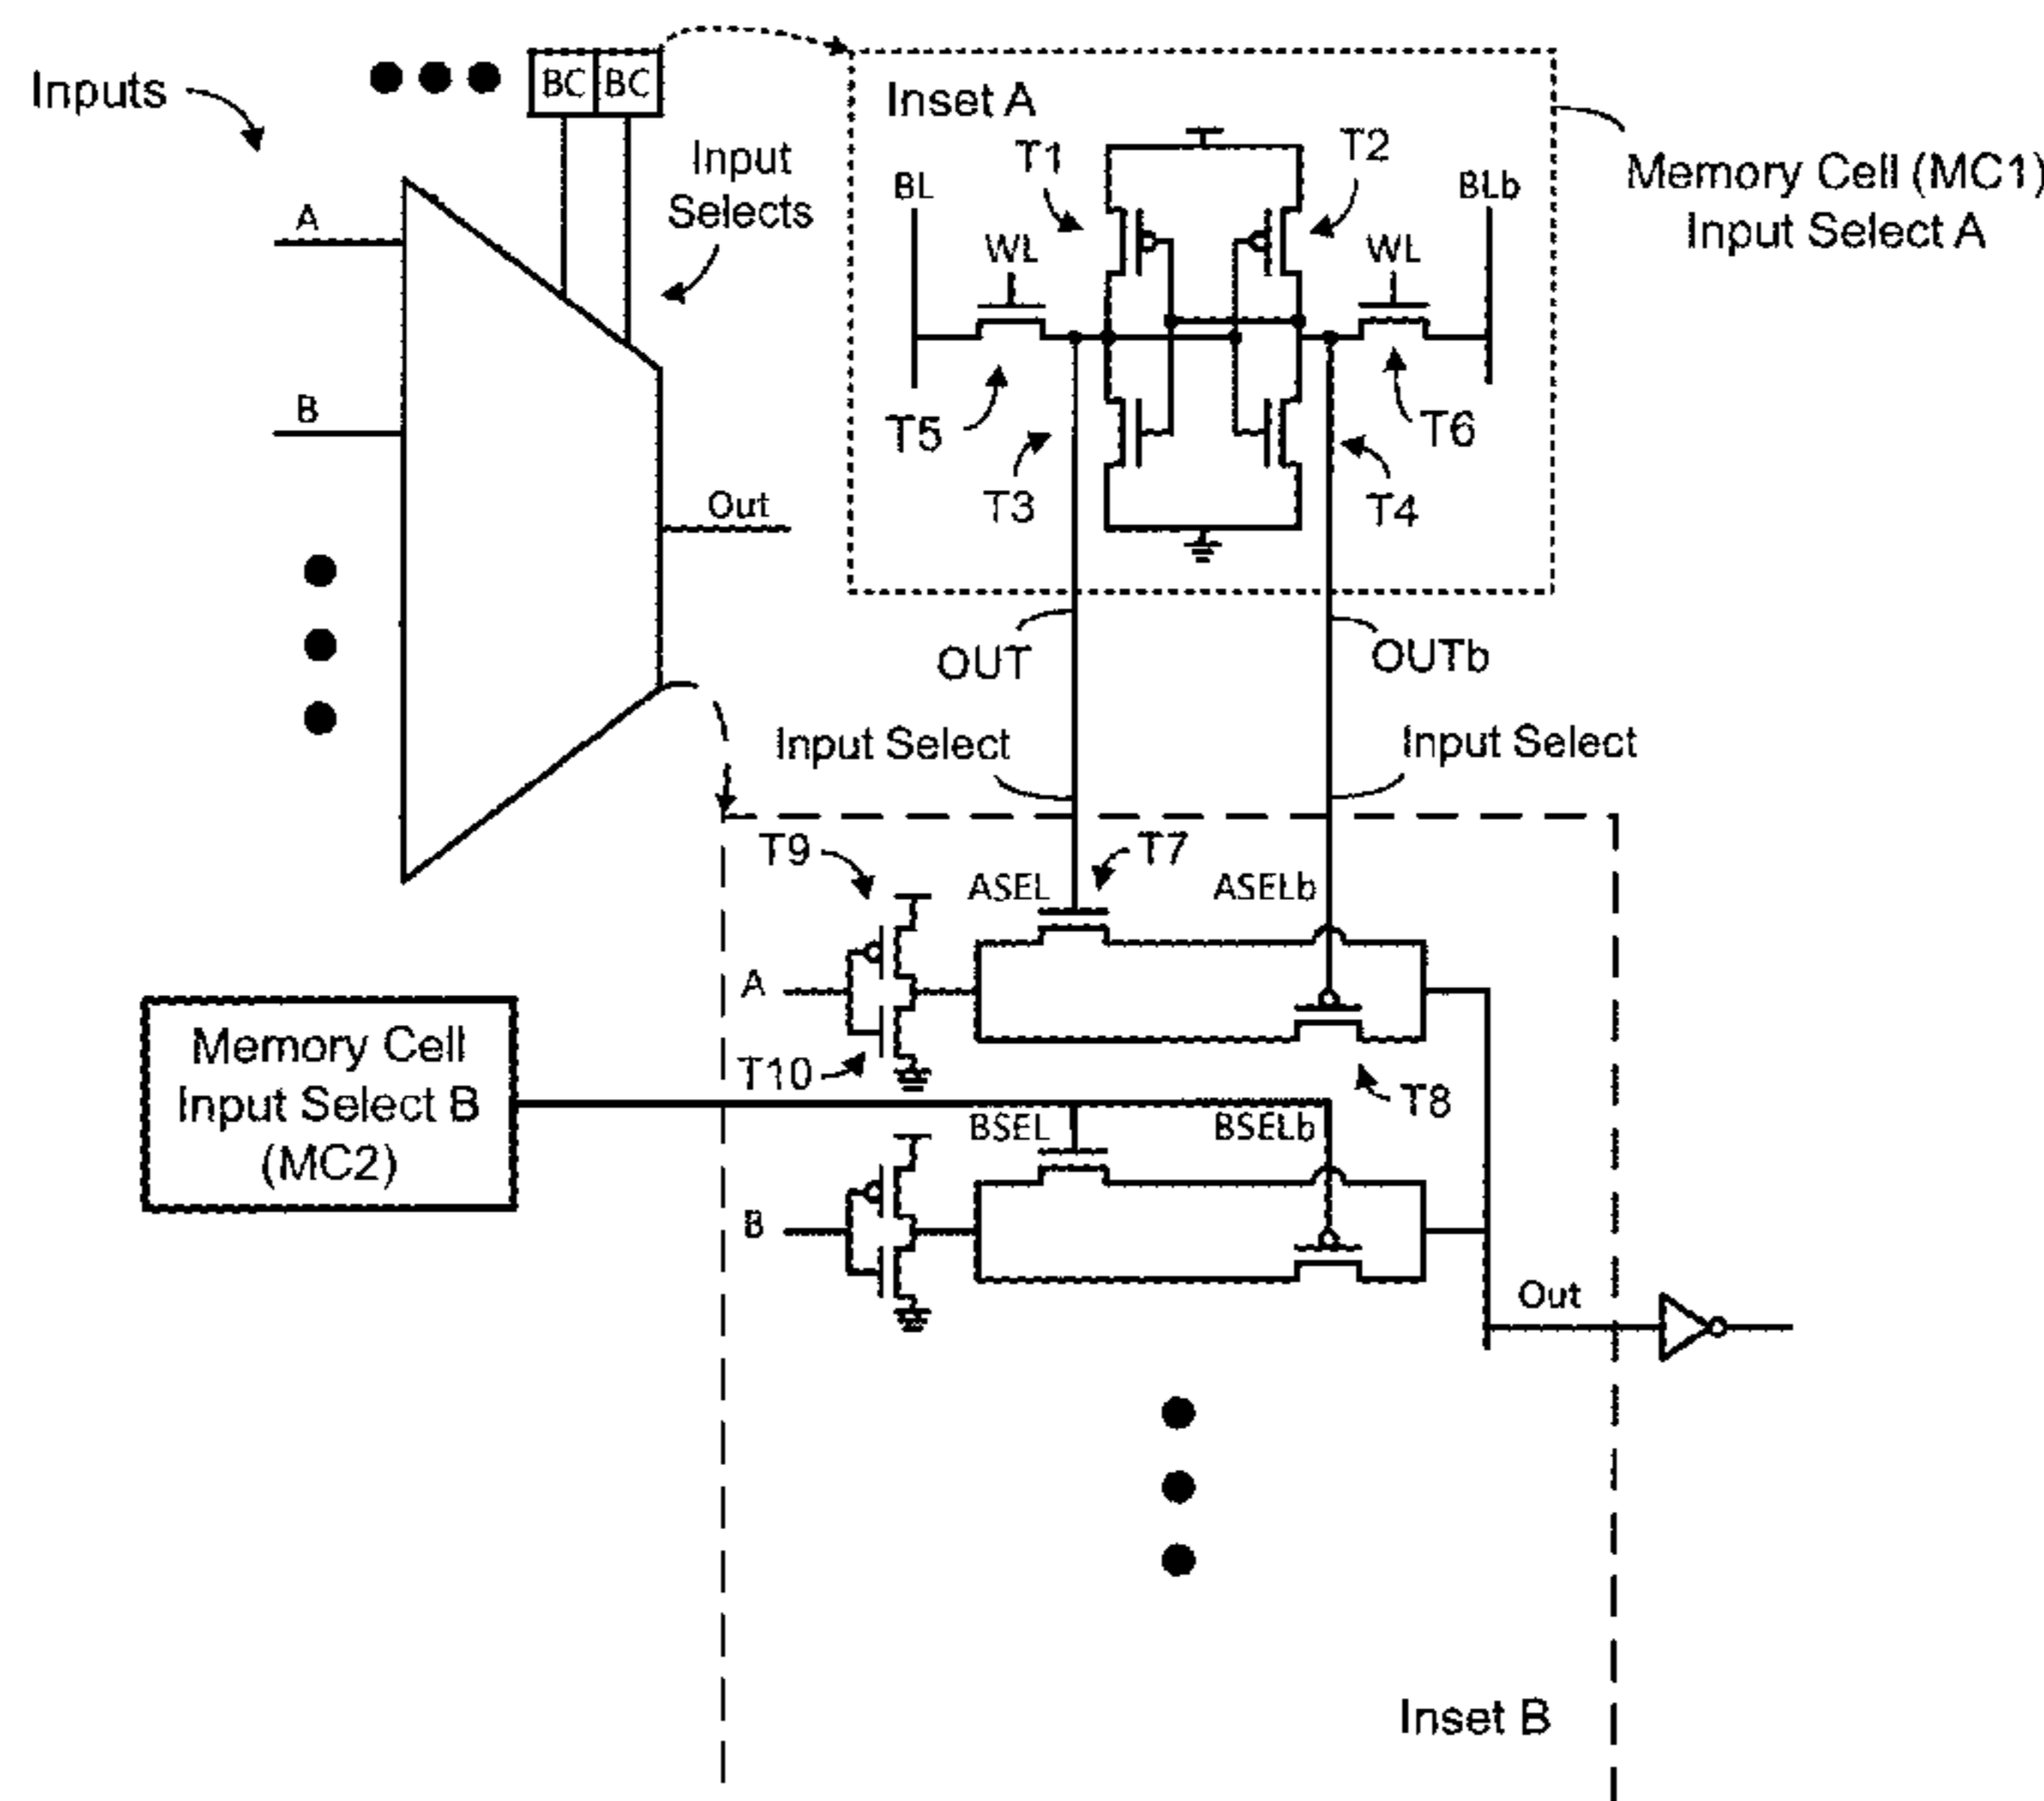 Inputs
BC BC
Input
Selects
A
B
Out
Inset A
T1
T2
BL
BLb
WL
WL
T5
T6
T3
T4
Memory Cell (MC1)
Input Select A
OUT
OUTb
Input Select
Input Select
T9
T7
ASEL
ASELb
A
T10
T8
Memory Cell
Input Select B
(MC2)
BSEL
BSELb
B
Out
Inset B